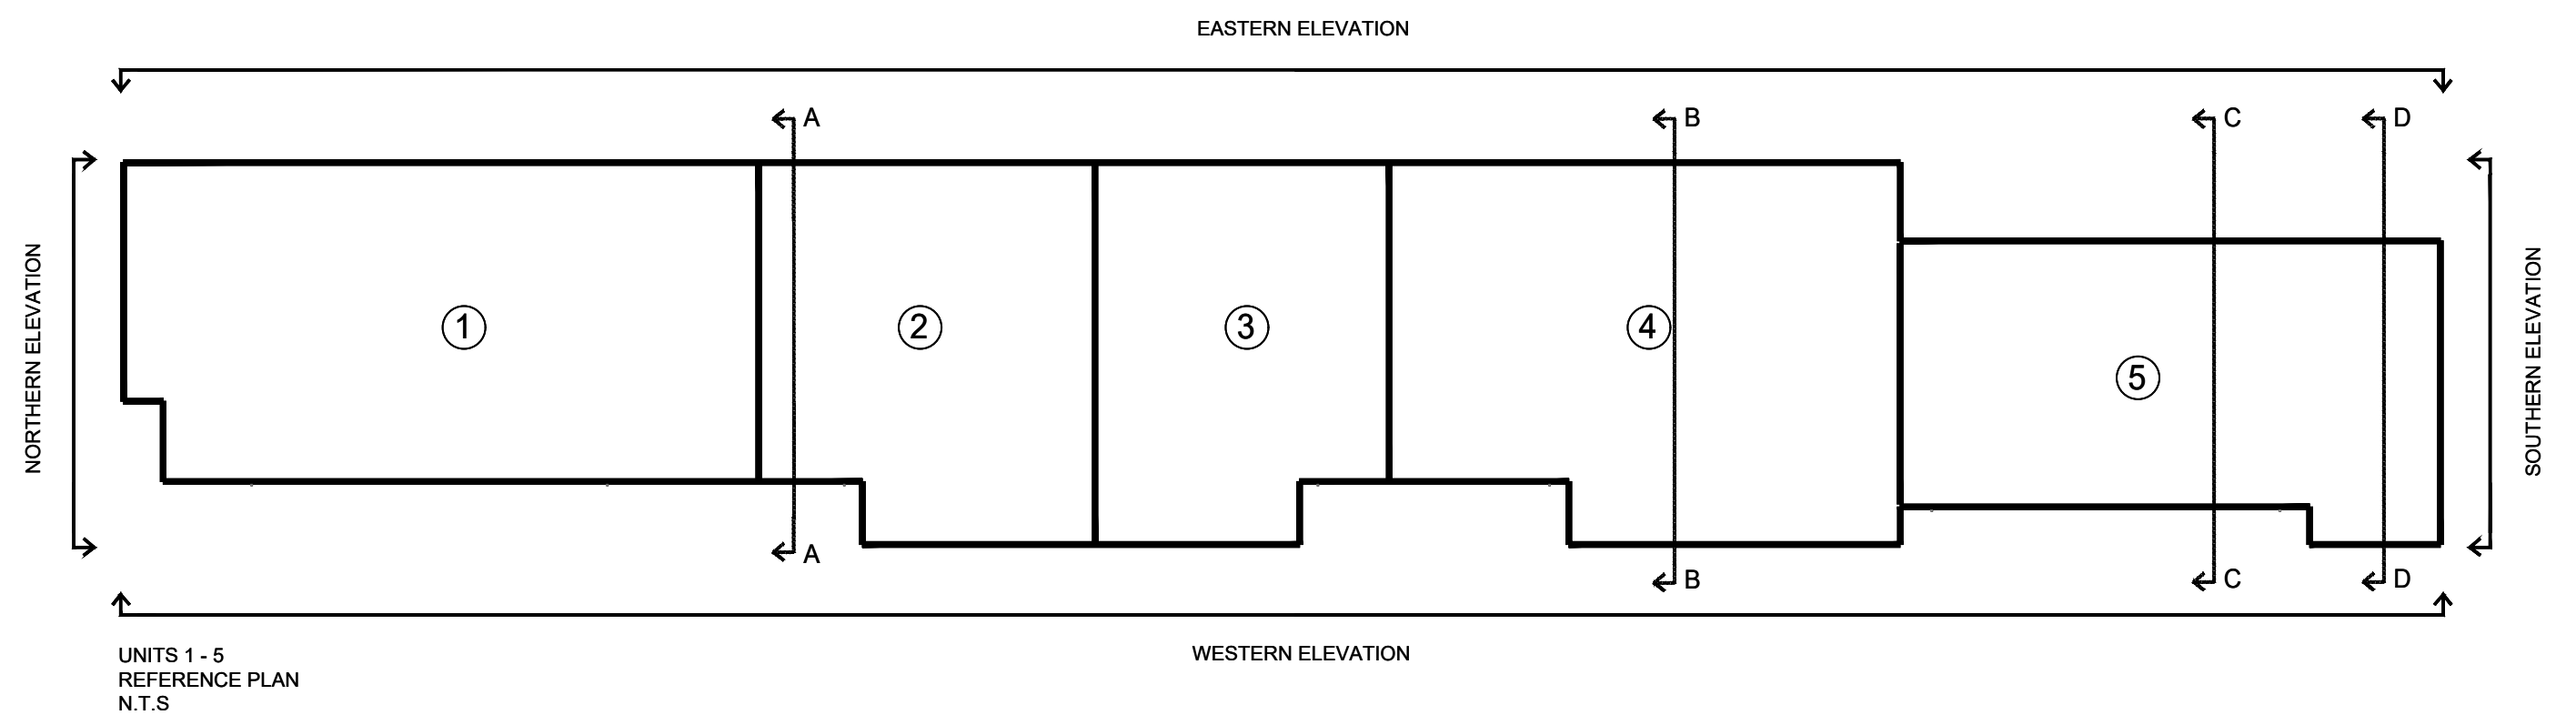 EASTERN ELEVATION
A
B
C
D
NORTHERN ELEVATION
1
2
3
4
5
SOUTHERN ELEVATION
A
B
C
D
WESTERN ELEVATION
UNITS 1 - 5
REFERENCE PLAN
N.T.S